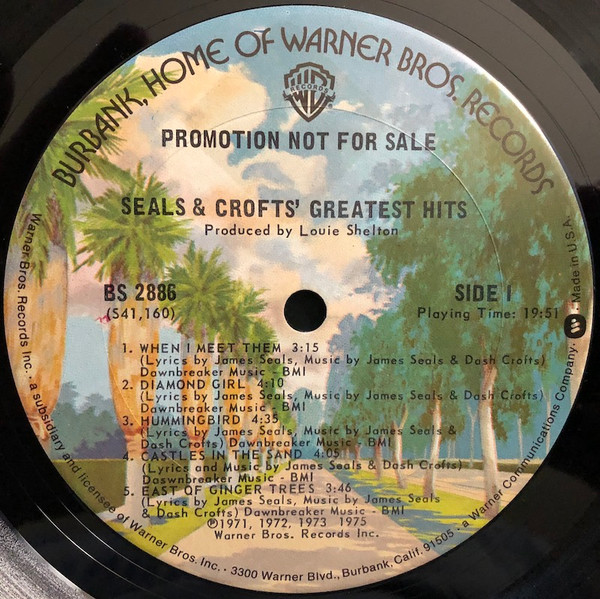 BURBANK, HOME OF WARNER BROS. RECORDS
WB
RECORDS
PROMOTION NOT FOR SALE
SEALS & CROFTS' GREATEST HITS
Produced by Louie Shelton
BS 2886
(S41,160)
SIDE 1
Playing Time: 19:51
1. WHEN I MEET THEM 3:15
(Lyrics by James Seals, Music by James Seals & Dash Crofts)
Dawnbreaker Music - BMI
2. DIAMOND GIRL 4:10
(Lyrics by James Seals, Music by James Seals & Dash Crofts)
Dawnbreaker Music - BMI
3. HUMMINGBIRD 4:35
(Lyrics by James Seals, Music by James Seals &
Dash Crofts) Dawnbreaker Music - BMI
4. CASTLES IN THE SAND 4:05
(Lyrics and Music by James Seals & Dash Crofts)
Daswnbreaker Music - BMI
5. EAST OF GINGER TREES 3:46
(Lyrics by James Seals, Music by James Seals
& Dash Crofts) Dawnbreaker Music - BMI
℗1971, 1972, 1973 1975
Warner Bros. Records Inc.
Warner Bros. Records Inc. · a subsidiary and licensee of Warner Bros. Inc. · 3300 Warner Blvd., Burbank, Calif. 91505 · a Warner Communications Company. · Made in U.S.A.